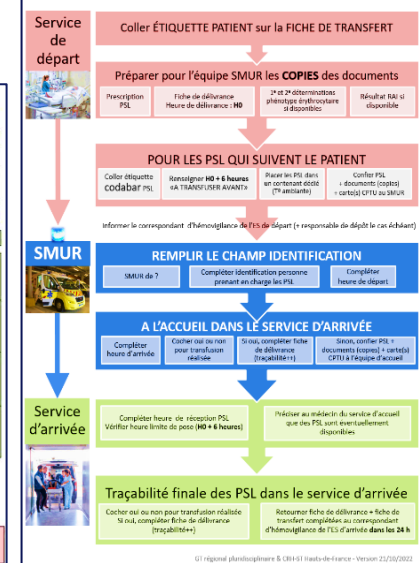 Service
de
départ
Coller ÉTIQUETTE PATIENT sur la FICHE DE TRANSFERT
Préparer pour l'équipe SMUR les COPIES des documents
Prescription
PSL
Fiche de délivrance
Heure de délivrance : H0
1e et 2e déterminations
phénotype érythrocytaire
si disponibles
Résultat RAI si
disponible
POUR LES PSL QUI SUIVENT LE PATIENT
Coller étiquette
codabar PSL
Renseigner H0 + 6 heures
«A TRANSFUSER AVANT»
Placer les PSL dans
un contenant dédié
(T° ambiante)
Confier PSL
+ documents (copies)
+ carte(s) CPTU au SMUR
Informer le correspondant d'hémovigilance de l'ES de départ (+ responsable de dépôt le cas échéant)
SMUR
REMPLIR LE CHAMP IDENTIFICATION
SMUR de ?
Compléter identification personne
prenant en charge les PSL
Compléter
heure de départ
A L'ACCUEIL DANS LE SERVICE D'ARRIVÉE
Compléter
heure d'arrivée
Cocher oui ou non
pour transfusion
réalisée
Si oui, compléter fiche
de délivrance
(traçabilité++)
Sinon, confier PSL +
documents (copies) + carte(s)
CPTU à l'équipe d'accueil
Service
d'arrivée
Compléter heure de réception PSL
Vérifier heure limite de pose (H0 + 6 heures)
Préciser au médecin du service d'accueil
que des PSL sont éventuellement
disponibles
Traçabilité finale des PSL dans le service d'arrivée
Cocher oui ou non pour transfusion réalisée
Si oui, compléter fiche de délivrance
(traçabilité++)
Retourner fiche de délivrance + fiche de
transfert complétées au correspondant
d'hémovigilance de l'ES d'arrivée dans les 24 h
GT régional pluridisciplinaire & CRH-ST Hauts-de-France - Version 21/10/2022